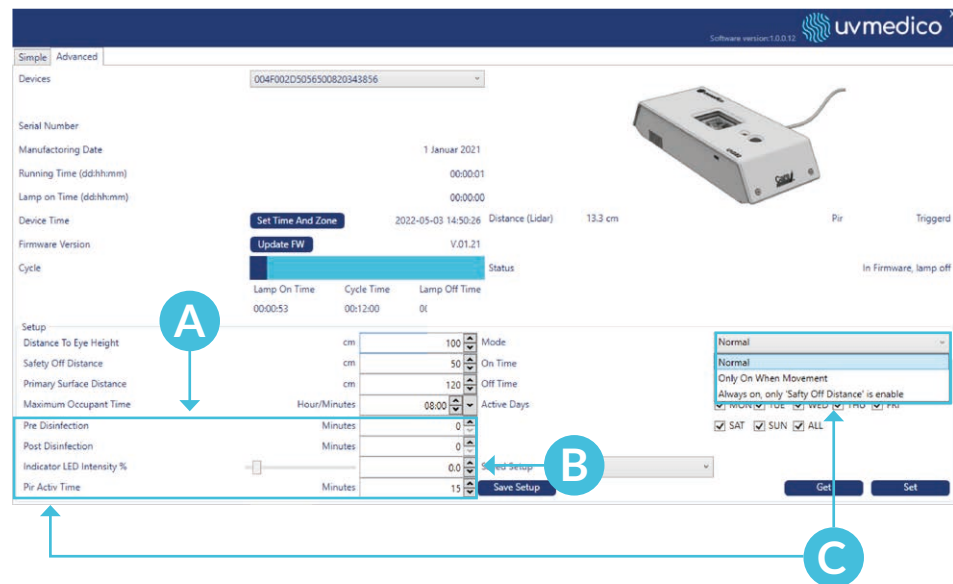 uvmedico
Software version:1.0.0.12
Simple Advanced
Devices 004F002D5056500820343856
Serial Number
Manufactoring Date 1 Januar 2021
Running Time (dd:hh:mm) 00:00:01
Lamp on Time (dd:hh:mm) 00:00:00
Device Time Set Time And Zone 2022-05-03 14:50:26 Distance (Lidar) 13.3 cm Pir Triggerd
Firmware Version Update FW V.01.21
Cycle Status In Firmware, lamp off
Lamp On Time Cycle Time Lamp Off Time
00:00:53 00:12:00
A
Setup
Distance To Eye Height cm 100 Mode Normal
Safety Off Distance cm 50 On Time Normal
Primary Surface Distance cm 120 Off Time Only On When Movement
Always on, only 'Safty Off Distance' is enable
Maximum Occupant Time Hour/Minutes 08:00 Active Days MON TUE WED THU FRI
Pre Disinfection Minutes 0 SAT SUN ALL
Post Disinfection Minutes 0
B
Indicator LED Intensity % 0.0 Setup
Pir Activ Time Minutes 15 Save Setup Get Set
C